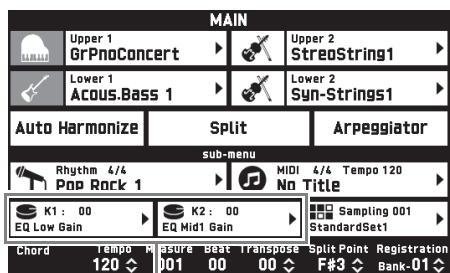 MAIN
Upper 1
GrPnoConcert
Upper 2
StreoString1
Lower 1
Acous.Bass 1
Lower 2
Syn-Strings1
Auto Harmonize
Split
Arpeggiator
sub-menu
Rhythm 4/4
Pop Rock 1
MIDI 4/4 Tempo 120
No Title
K1 : 00
EQ Low Gain
K2 : 00
EQ Mid1 Gain
Sampling 001
StandardSet1
Chord Tempo Measure Beat Transpose Split Point Registration
120 001 00 00 F#3 Bank-01